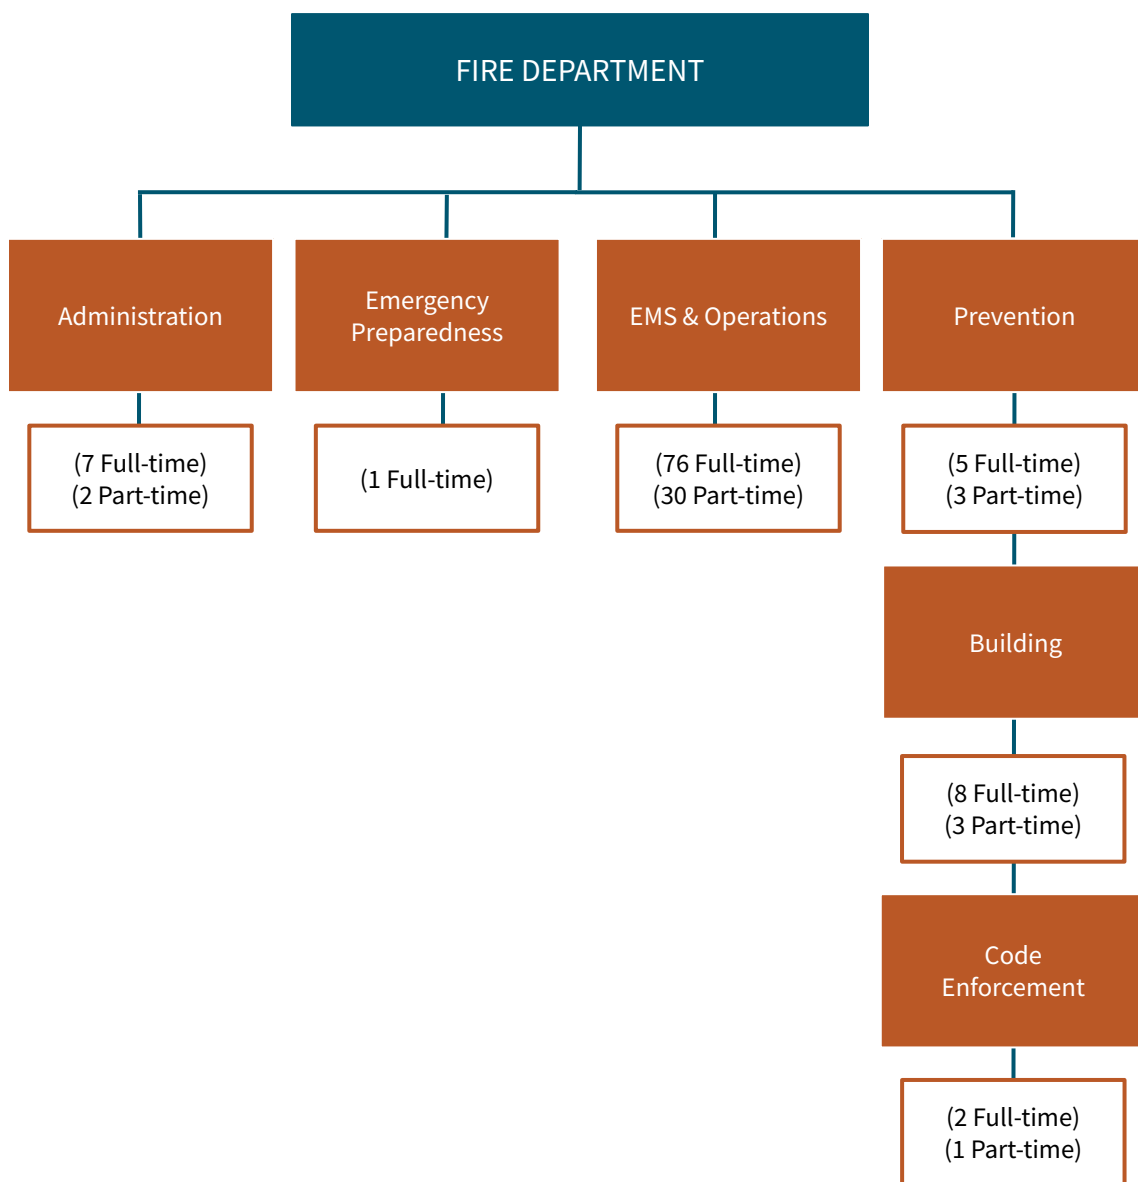 FIRE DEPARTMENT
Administration
Emergency
Preparedness
EMS & Operations
Prevention
(7 Full-time)
(2 Part-time)
(1 Full-time)
(76 Full-time)
(30 Part-time)
(5 Full-time)
(3 Part-time)
Building
(8 Full-time)
(3 Part-time)
Code
Enforcement
(2 Full-time)
(1 Part-time)